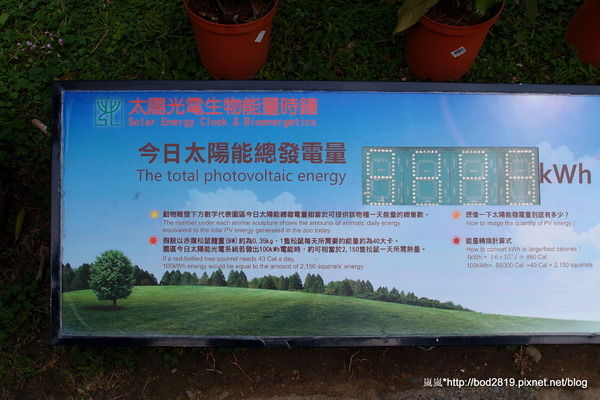 太陽光電生物能量時鐘
Solar Energy Clock & Bioenergetics
今日太陽能總發電量
The total photovoltaic energy
kWh
動物雕塑下方數字代表園區今日太陽能總發電量相當於可提供該物種一天能量的總隻數。
The number under each animal sculpture shows the amounts of animals' daily energy
equivalent to the total PV energy generated in the zoo today.
假設以赤腹松鼠體重(BW) 約為0.35kg，1隻松鼠每天所需要的能量約為40大卡。
園區今日太陽能光電系統若發出100kWh電能時，約可相當於2,150隻松鼠一天所需熱量。
If a red-bellied tree squirrel needs 40 Cal a day,
100kWh energy would be equal to the amount of 2,150 squirrels' energy.
想像一下太陽能發電量到底有多少？
How to image the quantity of PV energy?
能量轉換計算式
How to convert kWh to large/food calories ?
1kWh = 3.6 x 10⁶ J ≒ 860 Cal
100kWh≒ 86000 Cal ≒40 Cal × 2,150 squirrels
嵐嵐*http://bod2819.pixnet.net/blog